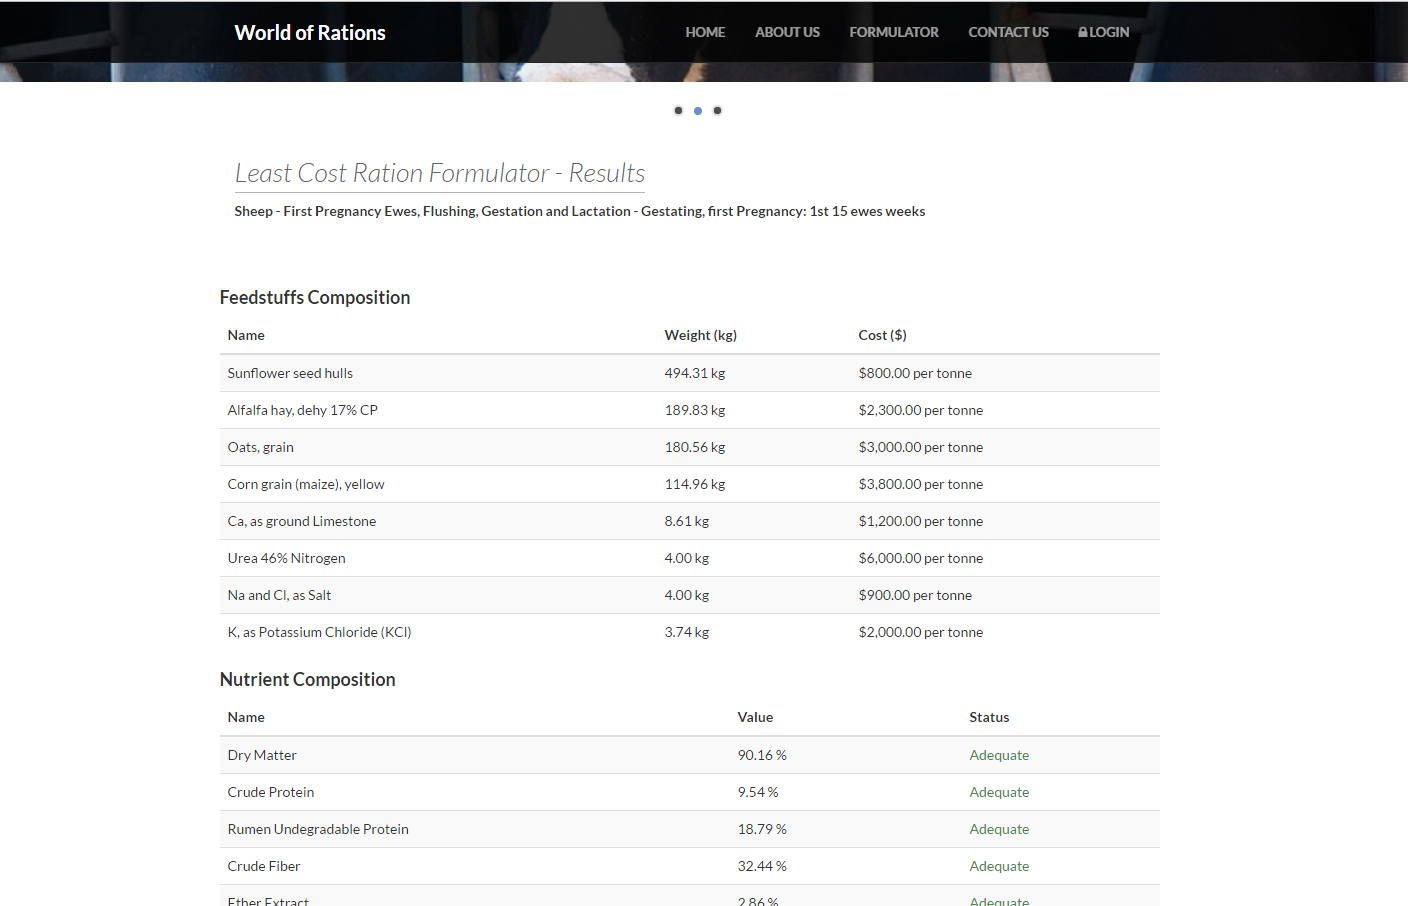 World of Rations HOME ABOUT US FORMULATOR CONTACT US LOGIN
Least Cost Ration Formulator - Results
Sheep - First Pregnancy Ewes, Flushing, Gestation and Lactation - Gestating, first Pregnancy: 1st 15 ewes weeks
Feedstuffs Composition
Name Weight (kg) Cost ($)
Sunflower seed hulls 494.31 kg $800.00 per tonne
Alfalfa hay, dehy 17% CP 189.83 kg $2,300.00 per tonne
Oats, grain 180.56 kg $3,000.00 per tonne
Corn grain (maize), yellow 114.96 kg $3,800.00 per tonne
Ca, as ground Limestone 8.61 kg $1,200.00 per tonne
Urea 46% Nitrogen 4.00 kg $6,000.00 per tonne
Na and Cl, as Salt 4.00 kg $900.00 per tonne
K, as Potassium Chloride (KCl) 3.74 kg $2,000.00 per tonne
Nutrient Composition
Name Value Status
Dry Matter 90.16 % Adequate
Crude Protein 9.54 % Adequate
Rumen Undegradable Protein 18.79 % Adequate
Crude Fiber 32.44 % Adequate
Ether Extract 2.86 % Adequate